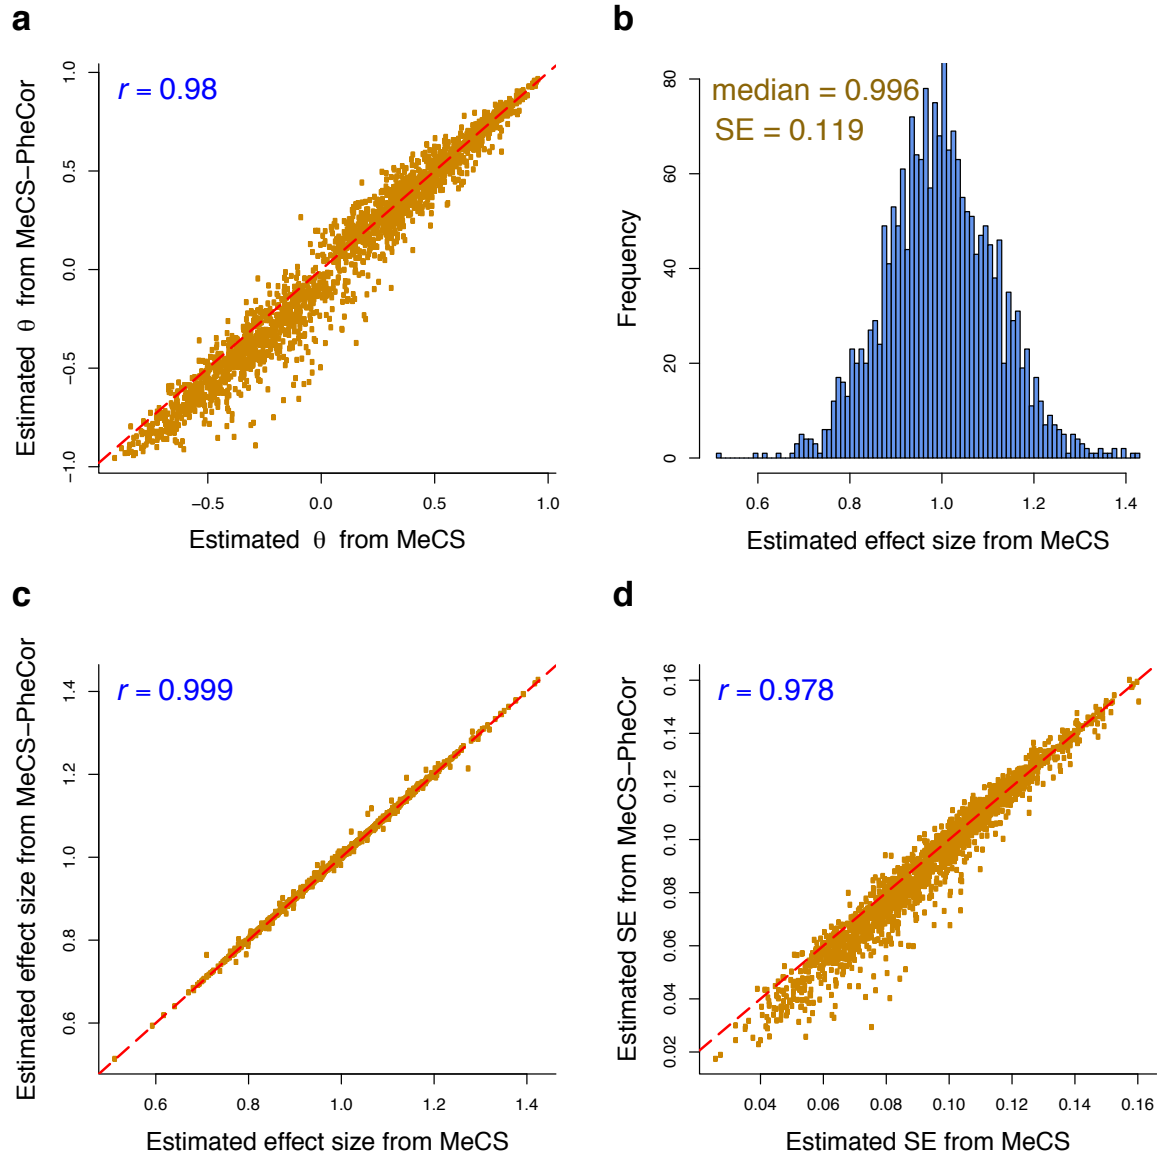 a
r = 0.98
Estimated θ from MeCS−PheCor
1.0
0.5
0.0
−0.5
−1.0
−0.5 0.0 0.5 1.0
Estimated θ from MeCS
b
median = 0.996
SE = 0.119
Frequency
80
60
40
20
0
0.6 0.8 1.0 1.2 1.4
Estimated effect size from MeCS
c
r = 0.999
Estimated effect size from MeCS−PheCor
1.4
1.2
1.0
0.8
0.6
0.6 0.8 1.0 1.2 1.4
Estimated effect size from MeCS
d
r = 0.978
Estimated SE from MeCS−PheCor
0.16
0.14
0.12
0.10
0.08
0.06
0.04
0.02
0.04 0.06 0.08 0.10 0.12 0.14 0.16
Estimated SE from MeCS